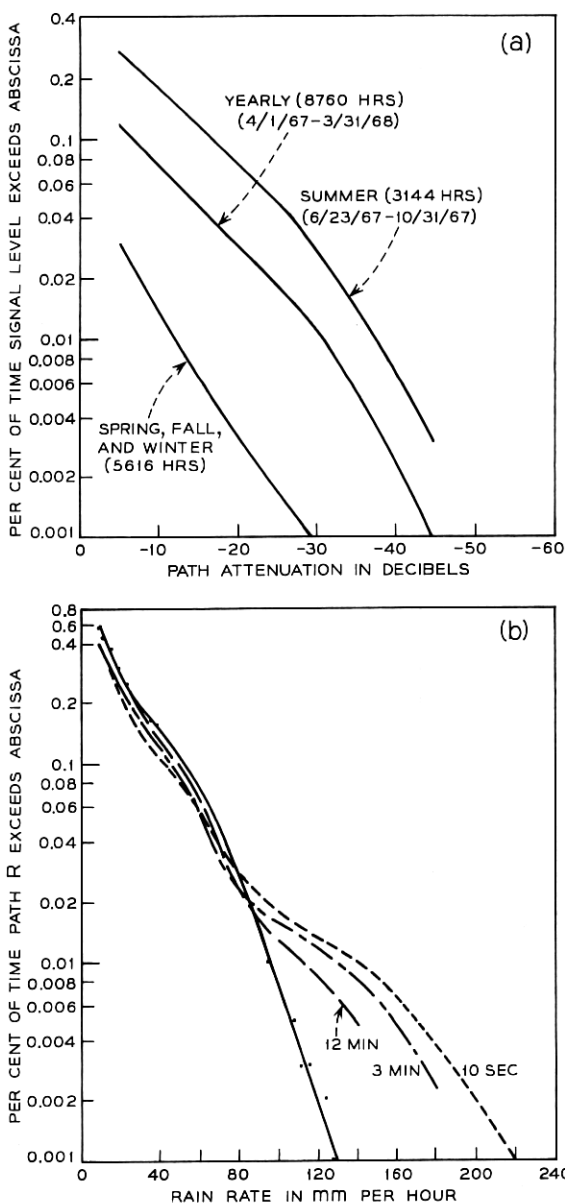 (a)
PER CENT OF TIME SIGNAL LEVEL EXCEEDS ABSCISSA
0.4
0.2
0.1
0.08
0.06
0.04
0.02
0.01
0.008
0.006
0.004
0.002
0.001
YEARLY (8760 HRS)
(4/1/67-3/31/68)
SUMMER (3144 HRS)
(6/23/67-10/31/67)
SPRING, FALL,
AND WINTER
(5616 HRS)
0 -10 -20 -30 -40 -50 -60
PATH ATTENUATION IN DECIBELS
(b)
PER CENT OF TIME PATH R EXCEEDS ABSCISSA
0.8
0.6
0.4
0.2
0.1
0.08
0.06
0.04
0.02
0.01
0.008
0.006
0.004
0.002
0.001
12 MIN
3 MIN
10 SEC
0 40 80 120 160 200 240
RAIN RATE IN mm PER HOUR